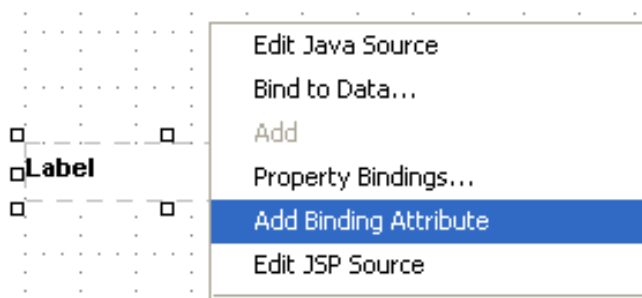 Edit Java Source
Bind to Data...
Add
Label
Property Bindings...
Add Binding Attribute
Edit JSP Source